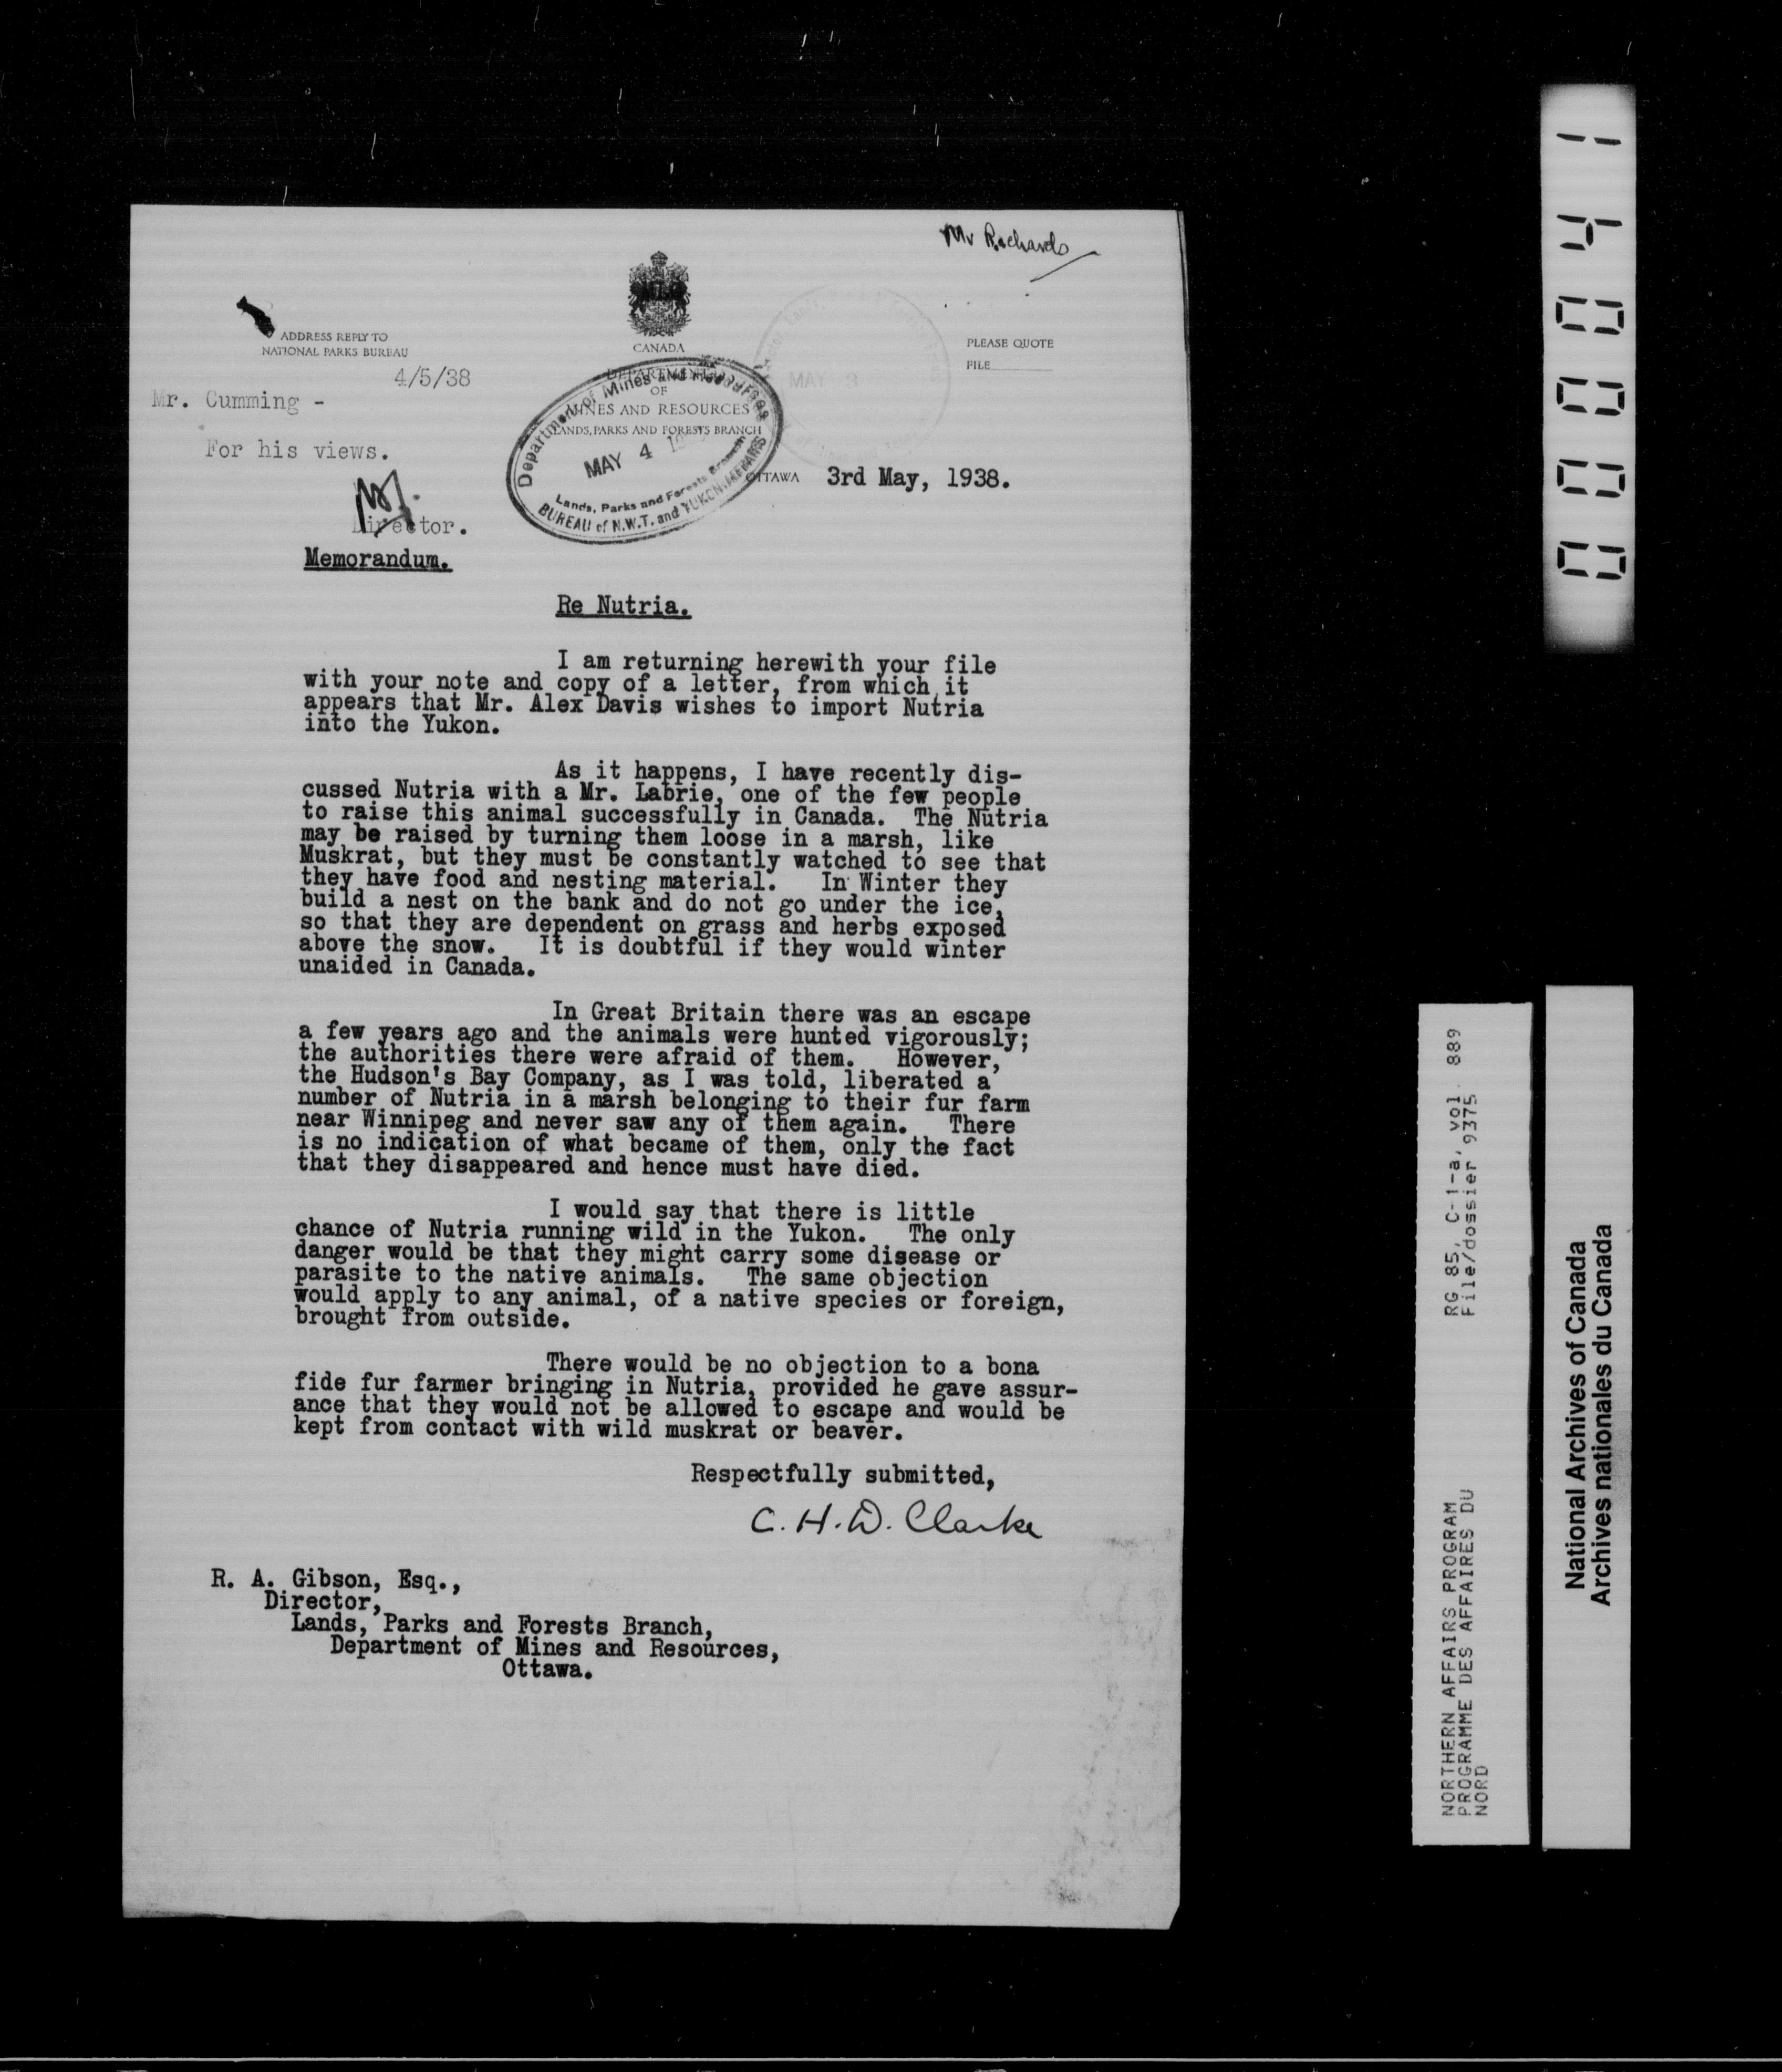 Mr Richards
ADDRESS REPLY TO
NATIONAL PARKS BUREAU
CANADA
DEPARTMENT
OF
MINES AND RESOURCES
LANDS, PARKS AND FORESTS BRANCH
PLEASE QUOTE
FILE
4/5/38
Mr. Cumming -
For his views.
Director.
Department of Mines and Resources
MAY 4
Lands, Parks and Forests Branch
BUREAU of N.W.T. and YUKON AFFAIRS
MAY 3
OTTAWA 3rd May, 1938.
Memorandum.
Re Nutria.
I am returning herewith your file
with your note and copy of a letter, from which it
appears that Mr. Alex Davis wishes to import Nutria
into the Yukon.
As it happens, I have recently dis-
cussed Nutria with a Mr. Labrie, one of the few people
to raise this animal successfully in Canada. The Nutria
may be raised by turning them loose in a marsh, like
Muskrat, but they must be constantly watched to see that
they have food and nesting material. In Winter they
build a nest on the bank and do not go under the ice,
so that they are dependent on grass and herbs exposed
above the snow. It is doubtful if they would winter
unaided in Canada.
In Great Britain there was an escape
a few years ago and the animals were hunted vigorously;
the authorities there were afraid of them. However,
the Hudson's Bay Company, as I was told, liberated a
number of Nutria in a marsh belonging to their fur farm
near Winnipeg and never saw any of them again. There
is no indication of what became of them, only the fact
that they disappeared and hence must have died.
I would say that there is little
chance of Nutria running wild in the Yukon. The only
danger would be that they might carry some disease or
parasite to the native animals. The same objection
would apply to any animal, of a native species or foreign,
brought from outside.
There would be no objection to a bona
fide fur farmer bringing in Nutria, provided he gave assur-
ance that they would not be allowed to escape and would be
kept from contact with wild muskrat or beaver.
Respectfully submitted,
C. H. D. Clarke
R. A. Gibson, Esq.,
Director,
Lands, Parks and Forests Branch,
Department of Mines and Resources,
Ottawa.
000041
RG 85, C-1-a, vol. 889
File/dossier 9375
NORTHERN AFFAIRS PROGRAM
PROGRAMME DES AFFAIRES DU
NORD
National Archives of Canada
Archives nationales du Canada